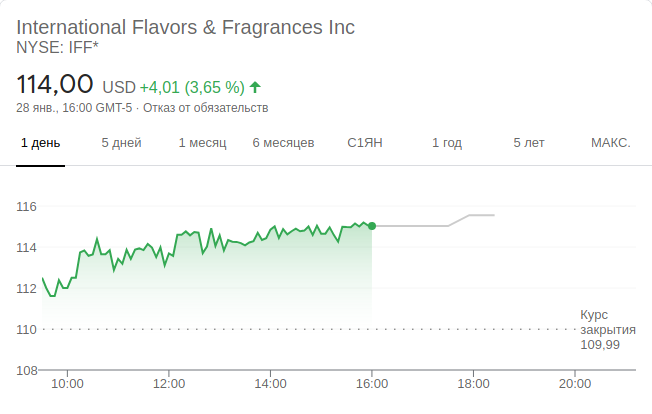 International Flavors & Fragrances Inc
NYSE: IFF*
114,00 USD +4,01 (3,65 %)
28 янв., 16:00 GMT-5 · Отказ от обязательств
1 день 5 дней 1 месяц 6 месяцев С1ЯН 1 год 5 лет МАКС.
116
114
112
110
108
Курс
закрытия
109,99
10:00 12:00 14:00 16:00 18:00 20:00